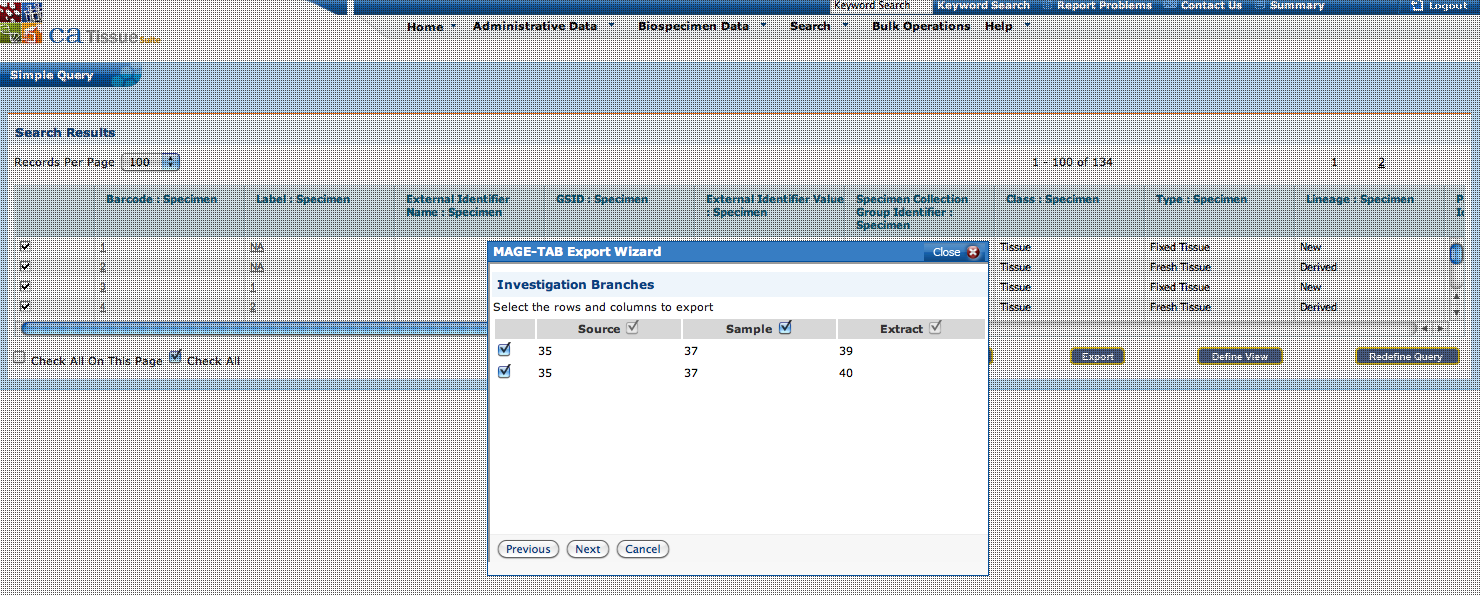 Keyword Search Keyword Search Report Problems Contact Us Summary Logout
ca Tissue Suite
Home Administrative Data Biospecimen Data Search Bulk Operations Help
Simple Query
Search Results
Records Per Page 100 1 - 100 of 134 1 2
Barcode : Specimen Label : Specimen External Identifier Name : Specimen GSID : Specimen External Identifier Value : Specimen Specimen Collection Group Identifier : Specimen Class : Specimen Type : Specimen Lineage : Specimen
1 NA Tissue Fixed Tissue New
2 NA Tissue Fresh Tissue Derived
3 1 Tissue Fixed Tissue New
4 2 Tissue Fresh Tissue Derived
Check All On This Page Check All Export Define View Redefine Query
MAGE-TAB Export Wizard Close
Investigation Branches
Select the rows and columns to export
Source Sample Extract
35 37 39
35 37 40
Previous Next Cancel